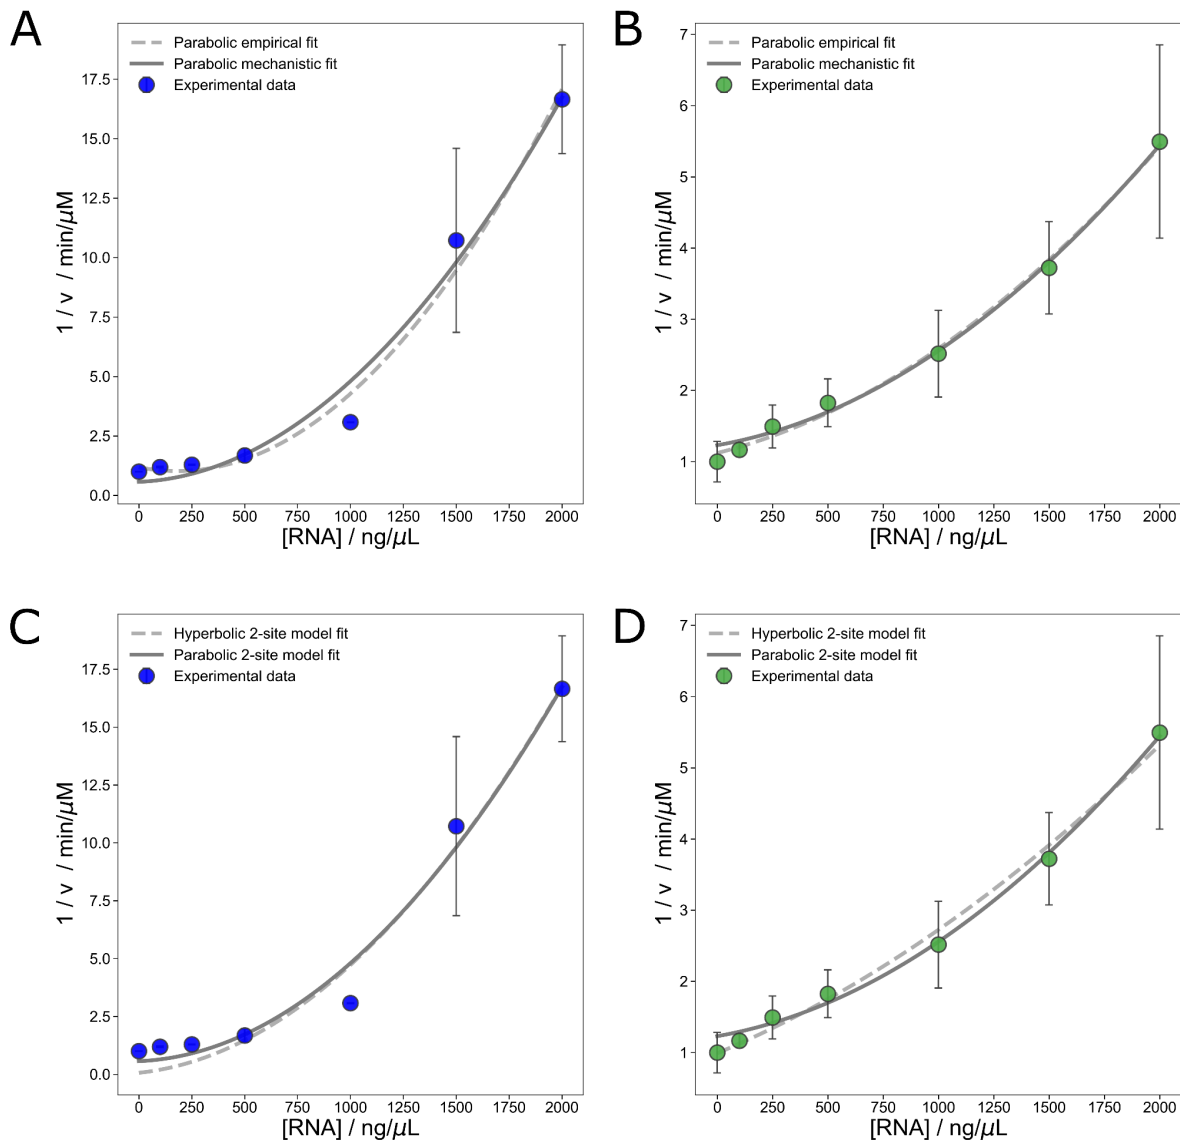 A
Parabolic empirical fit
Parabolic mechanistic fit
Experimental data
17.5
15.0
12.5
10.0
7.5
5.0
2.5
0.0
1 / v / min/μM
0 250 500 750 1000 1250 1500 1750 2000
[RNA] / ng/μL
B
Parabolic empirical fit
Parabolic mechanistic fit
Experimental data
7
6
5
4
3
2
1
1 / v / min/μM
0 250 500 750 1000 1250 1500 1750 2000
[RNA] / ng/μL
C
Hyperbolic 2-site model fit
Parabolic 2-site model fit
Experimental data
17.5
15.0
12.5
10.0
7.5
5.0
2.5
0.0
1 / v / min/μM
0 250 500 750 1000 1250 1500 1750 2000
[RNA] / ng/μL
D
Hyperbolic 2-site model fit
Parabolic 2-site model fit
Experimental data
7
6
5
4
3
2
1
1 / v / min/μM
0 250 500 750 1000 1250 1500 1750 2000
[RNA] / ng/μL